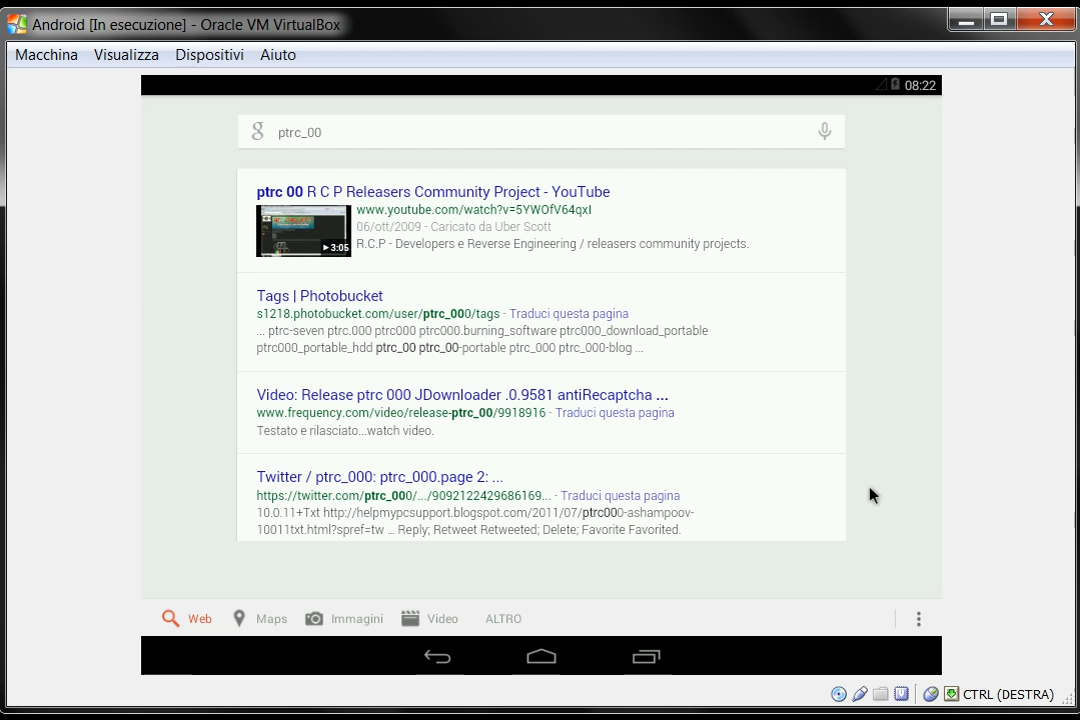 Android [In esecuzione] - Oracle VM VirtualBox
Macchina Visualizza Dispositivi Aiuto
08:22
g ptrc_00
ptrc 00 R C P Releasers Community Project - YouTube
www.youtube.com/watch?v=5YWOfV64qxI
06/ott/2009 - Caricato da Uber Scott
3:05
R.C.P - Developers e Reverse Engineering / releasers community projects.
Tags | Photobucket
s1218.photobucket.com/user/ptrc_000/tags - Traduci questa pagina
... ptrc-seven ptrc.000 ptrc000 ptrc000.burning_software ptrc000_download_portable
ptrc000_portable_hdd ptrc_00 ptrc_00-portable ptrc_000 ptrc_000-blog ...
Video: Release ptrc 000 JDownloader .0.9581 antiRecaptcha ...
www.frequency.com/video/release-ptrc_00/9918916 - Traduci questa pagina
Testato e rilasciato...watch video.
Twitter / ptrc_000: ptrc_000.page 2: ...
https://twitter.com/ptrc_000/.../9092122429686169... - Traduci questa pagina
10.0.11+Txt http://helpmypcsupport.blogspot.com/2011/07/ptrc000-ashampoov-
10011txt.html?spref=tw ... Reply; Retweet Retweeted; Delete; Favorite Favorited.
Web Maps Immagini Video ALTRO
CTRL (DESTRA)